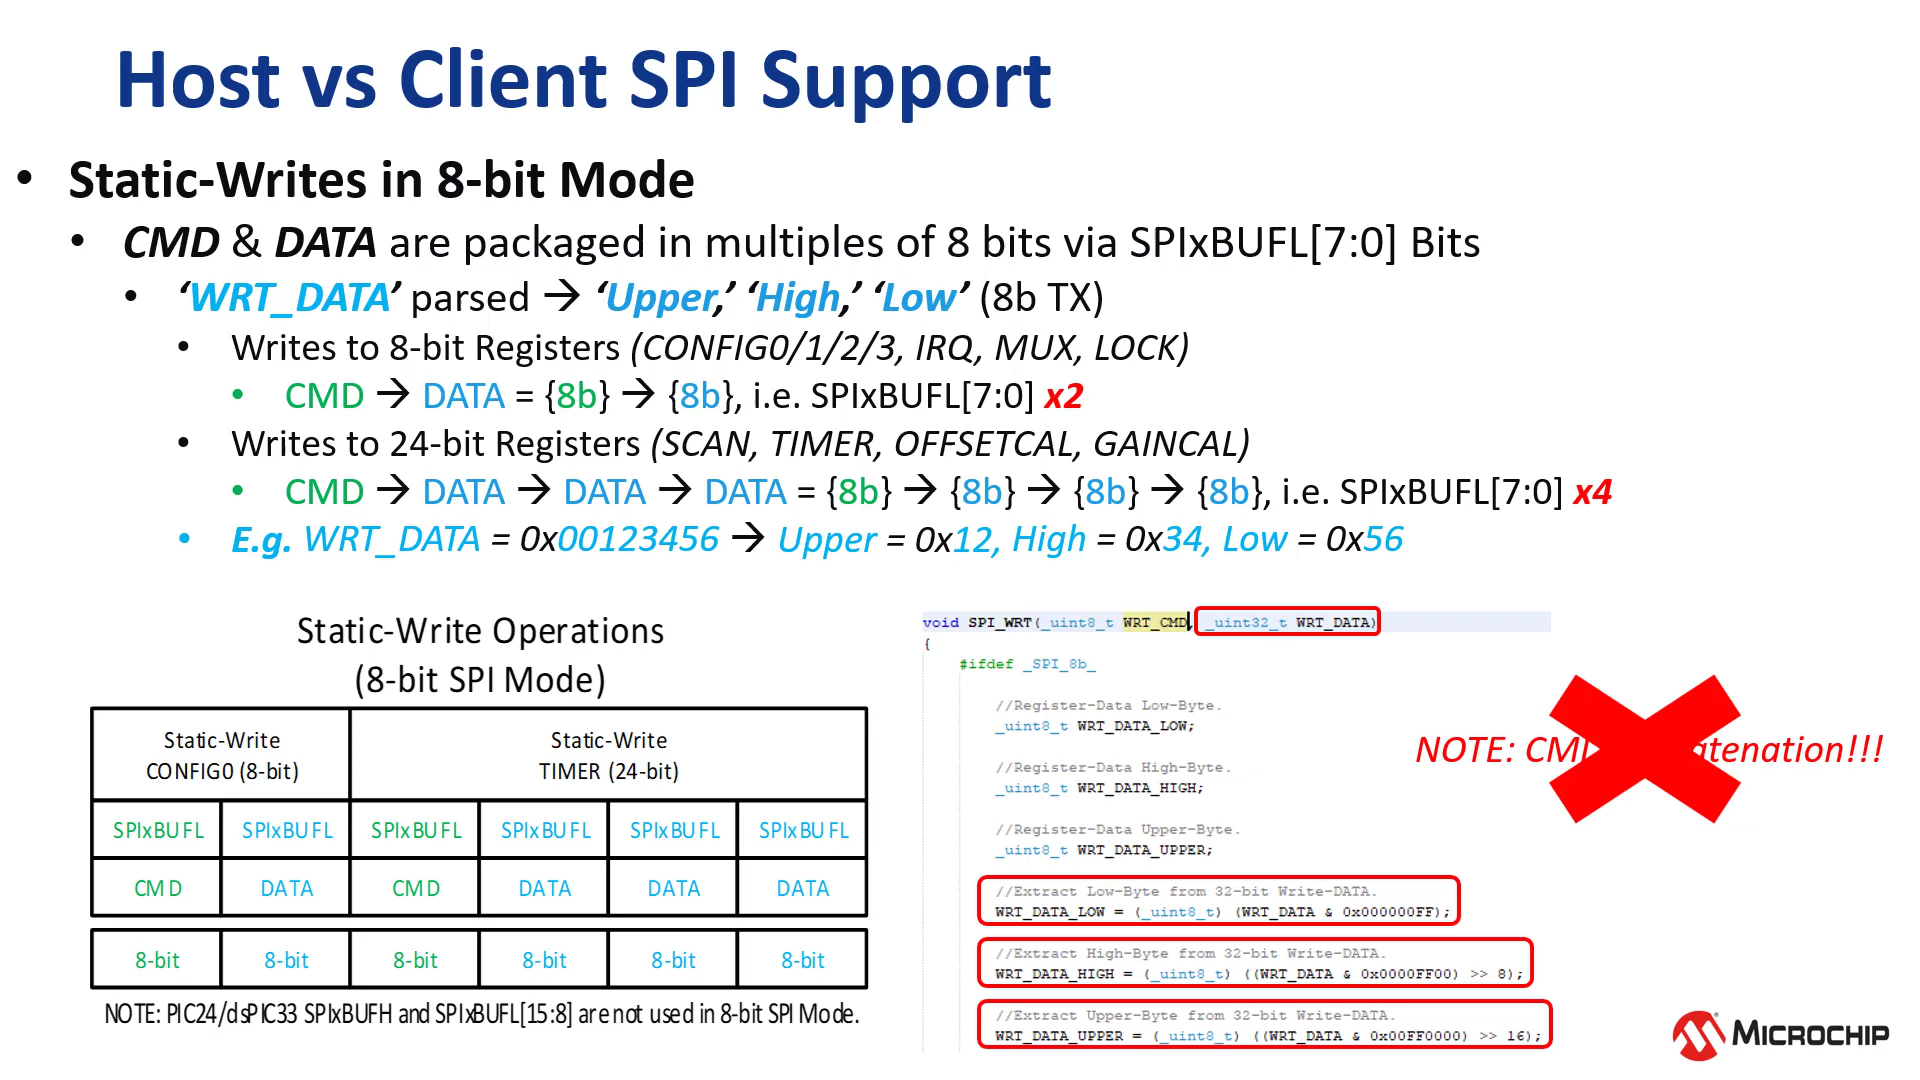 Host vs Client SPI Support
• Static-Writes in 8-bit Mode
• CMD & DATA are packaged in multiples of 8 bits via SPIxBUFL[7:0] Bits
• ‘WRT_DATA’ parsed → ‘Upper,’ ‘High,’ ‘Low’ (8b TX)
• Writes to 8-bit Registers (CONFIG0/1/2/3, IRQ, MUX, LOCK)
• CMD → DATA = {8b} → {8b}, i.e. SPIxBUFL[7:0] x2
• Writes to 24-bit Registers (SCAN, TIMER, OFFSETCAL, GAINCAL)
• CMD → DATA → DATA → DATA = {8b} → {8b} → {8b} → {8b}, i.e. SPIxBUFL[7:0] x4
• E.g. WRT_DATA = 0x00123456 → Upper = 0x12, High = 0x34, Low = 0x56
Static-Write Operations
(8-bit SPI Mode)
Static-Write
CONFIG0 (8-bit)
Static-Write
TIMER (24-bit)
SPIxBUFL SPIxBUFL SPIxBUFL SPIxBUFL SPIxBUFL SPIxBUFL
CMD DATA CMD DATA DATA DATA
8-bit 8-bit 8-bit 8-bit 8-bit 8-bit
NOTE: PIC24/dsPIC33 SPIxBUFH and SPIxBUFL[15:8] are not used in 8-bit SPI Mode.
void SPI_WRT(_uint8_t WRT_CMD, _uint32_t WRT_DATA)
{
#ifdef _SPI_8b_
//Register-Data Low-Byte.
_uint8_t WRT_DATA_LOW;
//Register-Data High-Byte.
_uint8_t WRT_DATA_HIGH;
//Register-Data Upper-Byte.
_uint8_t WRT_DATA_UPPER;
//Extract Low-Byte from 32-bit Write-DATA.
WRT_DATA_LOW = (_uint8_t) (WRT_DATA & 0x000000FF);
//Extract High-Byte from 32-bit Write-DATA.
WRT_DATA_HIGH = (_uint8_t) ((WRT_DATA & 0x0000FF00) >> 8);
//Extract Upper-Byte from 32-bit Write-DATA.
WRT_DATA_UPPER = (_uint8_t) ((WRT_DATA & 0x00FF0000) >> 16);
NOTE:
MICROCHIP